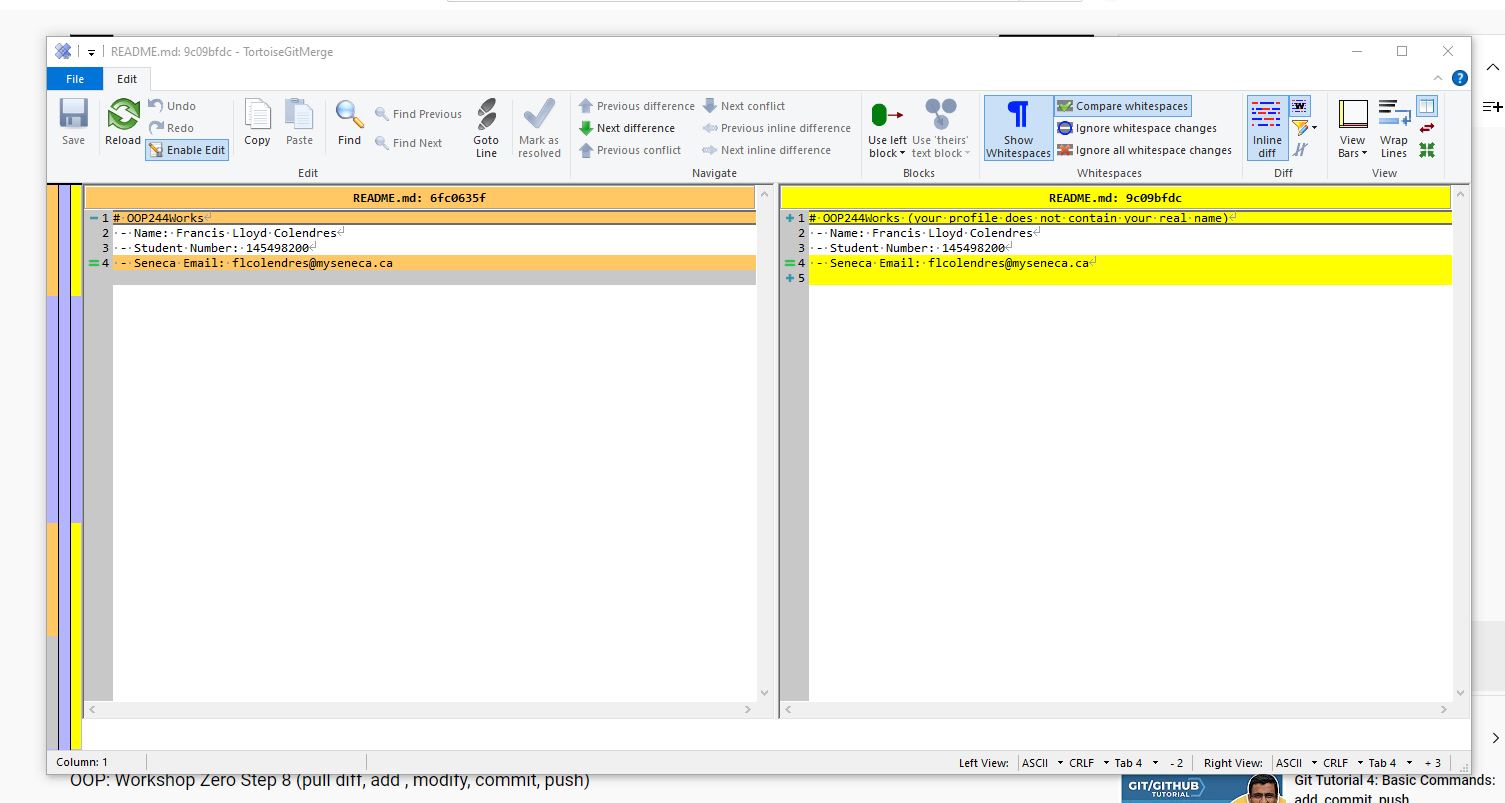 README.md: 9c09bfdc - TortoiseGitMerge
File
Edit
Save
Reload
Undo
Redo
Enable Edit
Copy
Paste
Find
Find Previous
Find Next
Goto Line
Mark as resolved
Edit
Previous difference
Next difference
Previous conflict
Next conflict
Previous inline difference
Next inline difference
Navigate
Use left block
Use 'theirs' text block
Blocks
Show Whitespaces
Compare whitespaces
Ignore whitespace changes
Ignore all whitespace changes
Whitespaces
Inline diff
Diff
View Bars
Wrap Lines
View
README.md: 6fc0635f
1 # OOP244Works
2 - Name: Francis Lloyd Colendres
3 - Student Number: 145498200
4 - Seneca Email: flcolendres@myseneca.ca
README.md: 9c09bfdc
1 # OOP244Works (your profile does not contain your real name)
2 - Name: Francis Lloyd Colendres
3 - Student Number: 145498200
4 - Seneca Email: flcolendres@myseneca.ca
5
Column: 1
Left View: ASCII CRLF Tab 4 - 2
Right View: ASCII CRLF Tab 4 + 3
OOP: Workshop Zero Step 8 (pull diff, add , modify, commit, push)
GIT/GITHUB
TUTORIAL
Git Tutorial 4: Basic Commands:
add, commit, push